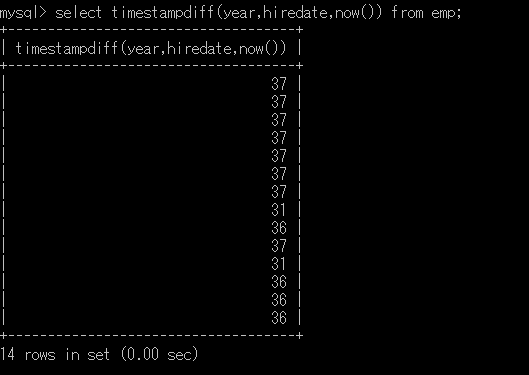 mysql> select timestampdiff(year,hiredate,now()) from emp;
+------------------------------------+
| timestampdiff(year,hiredate,now()) |
+------------------------------------+
|                                 37 |
|                                 37 |
|                                 37 |
|                                 37 |
|                                 37 |
|                                 37 |
|                                 37 |
|                                 31 |
|                                 36 |
|                                 37 |
|                                 31 |
|                                 36 |
|                                 36 |
|                                 36 |
+------------------------------------+
14 rows in set (0.00 sec)